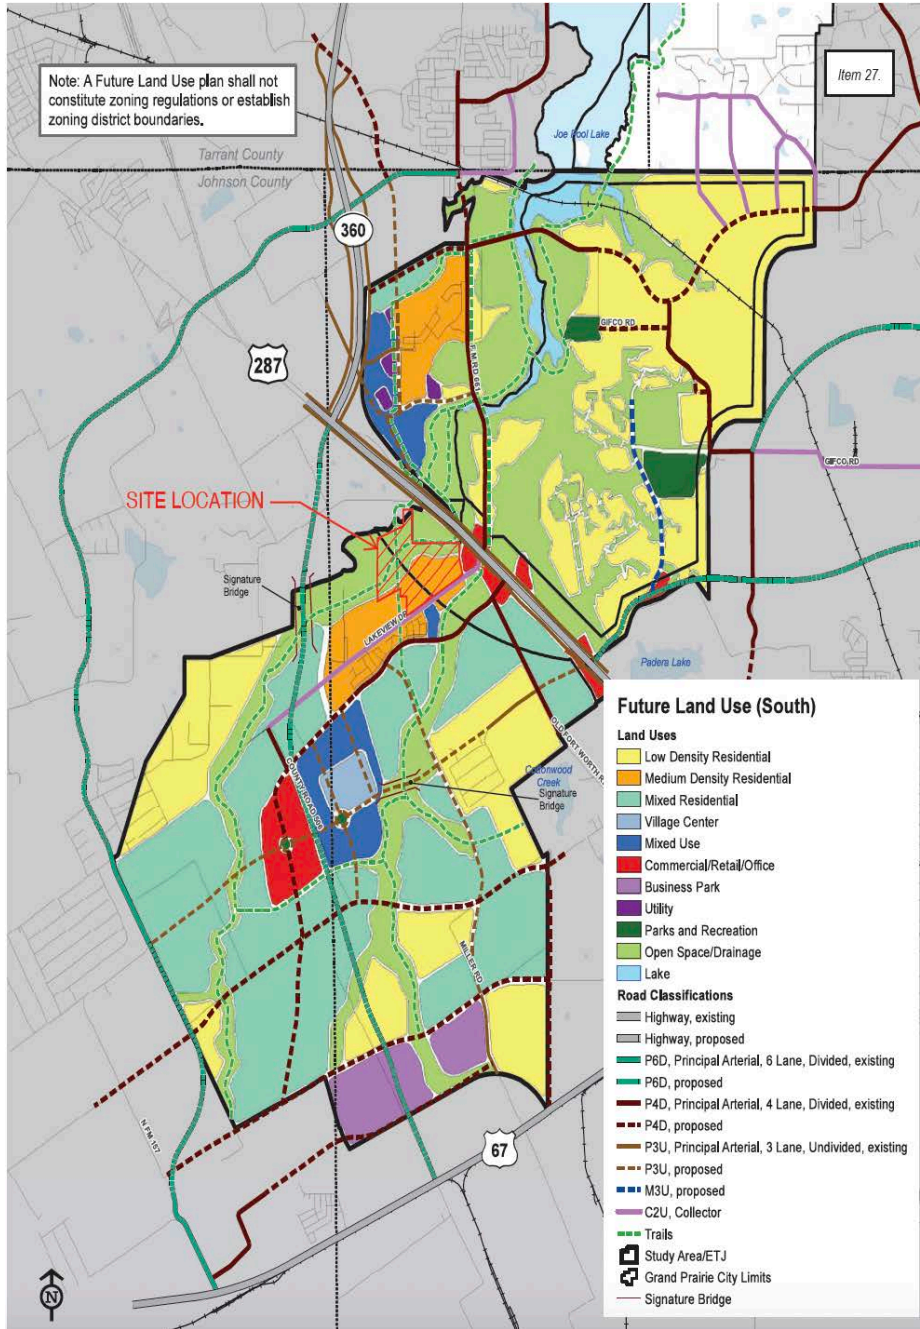 Note: A Future Land Use plan shall not
constitute zoning regulations or establish
zoning district boundaries.
Item 27.
Joe Pool Lake
Tarrant County
Johnson County
360
GIFCO RD
F.M. RD 661
287
GIFCO RD
SITE LOCATION
Signature
Bridge
LAKEVIEW DR
Padera Lake
OLD FORT WORTH R
Cottonwood
Creek
Signature
Bridge
COUNTY ROAD 506
MILLER RD
N FM 157
67
N
Future Land Use (South)
Land Uses
Low Density Residential
Medium Density Residential
Mixed Residential
Village Center
Mixed Use
Commercial/Retail/Office
Business Park
Utility
Parks and Recreation
Open Space/Drainage
Lake
Road Classifications
Highway, existing
Highway, proposed
P6D, Principal Arterial, 6 Lane, Divided, existing
P6D, proposed
P4D, Principal Arterial, 4 Lane, Divided, existing
P4D, proposed
P3U, Principal Arterial, 3 Lane, Undivided, existing
P3U, proposed
M3U, proposed
C2U, Collector
Trails
Study Area/ETJ
Grand Prairie City Limits
Signature Bridge